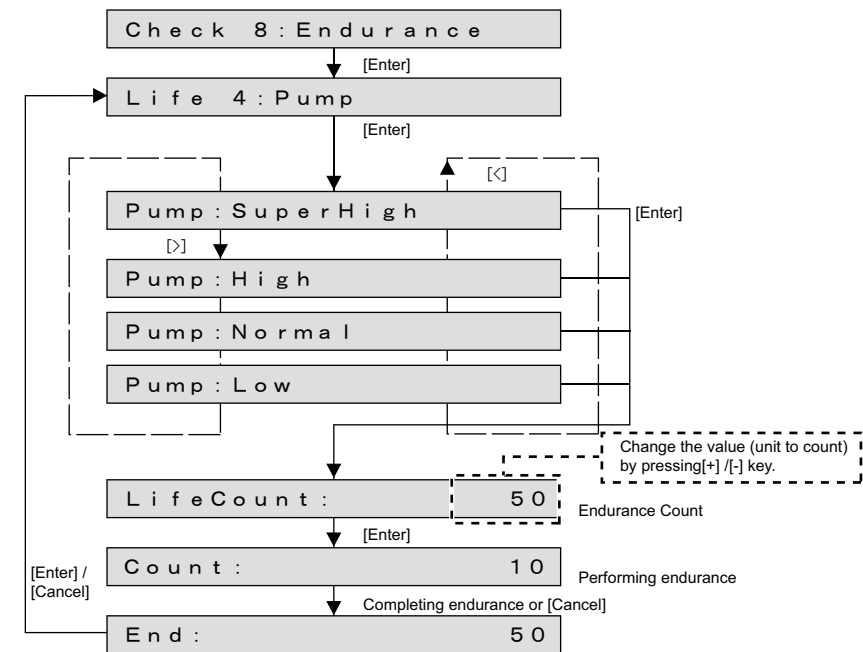 Check 8:Endurance
[Enter]
Life 4:Pump
[Enter]
[<]
Pump:SuperHigh
[Enter]
[>]
Pump:High
Pump:Normal
Pump:Low
Change the value (unit to count)
by pressing[+] /[-] key.
LifeCount: 50
Endurance Count
[Enter]
Count: 10
Performing endurance
[Enter] /
[Cancel]
Completing endurance or [Cancel]
End: 50